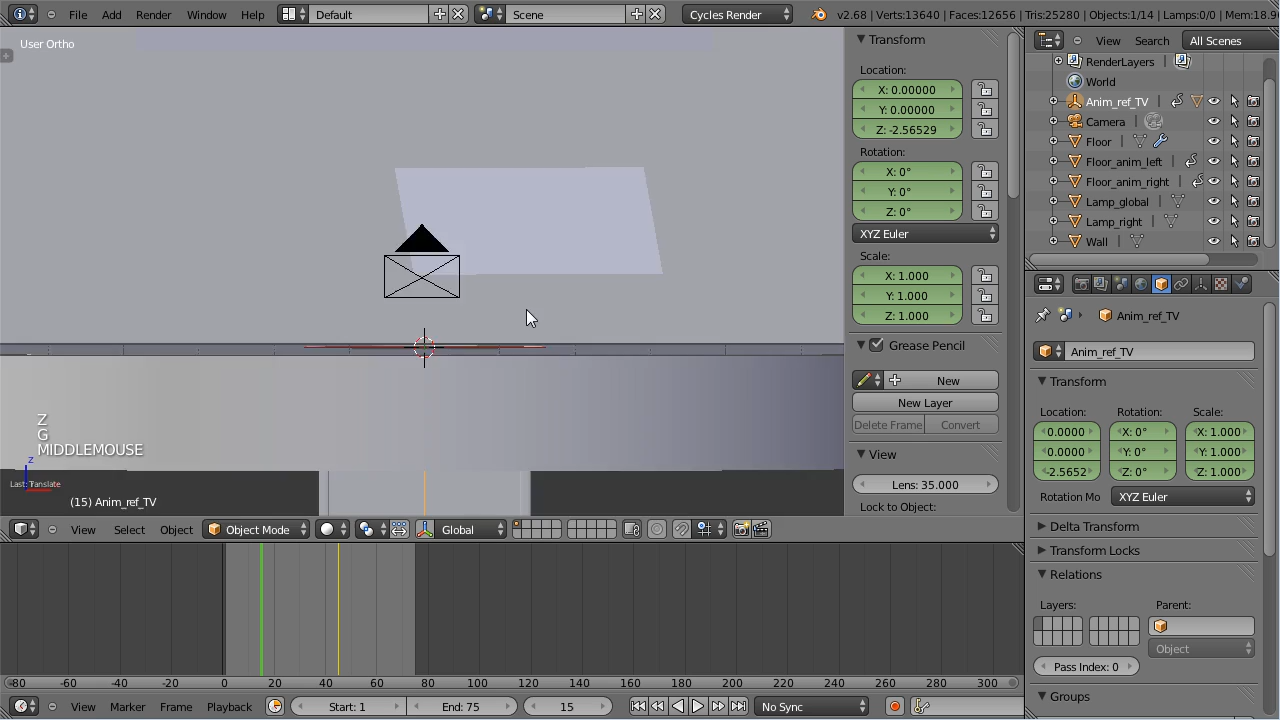 File Add Render Window Help Default Scene Cycles Render v2.68 | Verts:13640 | Faces:12656 | Tris:25280 | Objects:1/14 | Lamps:0/0 | Mem:18.9
User Ortho
Z
G
MIDDLEMOUSE
z
Last: Translate
(15) Anim_ref_TV
View Select Object Object Mode Global
Transform
Location:
X: 0.00000
Y: 0.00000
Z: -2.56529
Rotation:
X: 0°
Y: 0°
Z: 0°
XYZ Euler
Scale:
X: 1.000
Y: 1.000
Z: 1.000
Grease Pencil
New
New Layer
Delete Frame Convert
View
Lens: 35.000
Lock to Object:
View Search All Scenes
RenderLayers |
World
Anim_ref_TV |
Camera |
Floor |
Floor_anim_left |
Floor_anim_right |
Lamp_global |
Lamp_right |
Wall |
Anim_ref_TV
Anim_ref_TV
Transform
Location: Rotation: Scale:
0.0000 X: 0° X: 1.000
0.0000 Y: 0° Y: 1.000
-2.5652 Z: 0° Z: 1.000
Rotation Mo XYZ Euler
Delta Transform
Transform Locks
Relations
Layers: Parent:
Object
Pass Index: 0
Groups
-80 -60 -40 -20 0 20 40 60 80 100 120 140 160 180 200 220 240 260 280 300
View Marker Frame Playback Start: 1 End: 75 15 No Sync